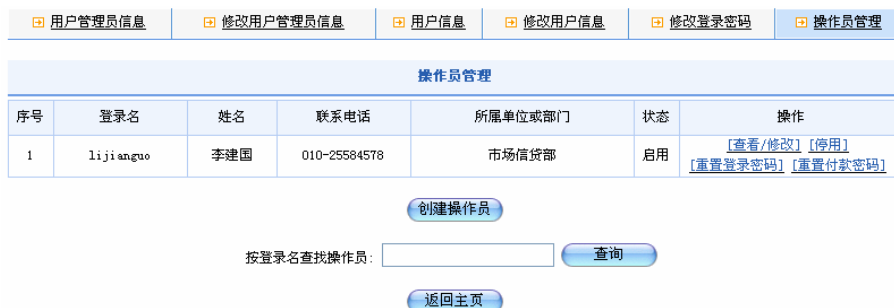 用户管理员信息 修改用户管理员信息 用户信息 修改用户信息 修改登录密码 操作员管理
操作员管理
序号 登录名 姓名 联系电话 所属单位或部门 状态 操作
1 lijianguo 李建国 010-25584578 市场信贷部 启用 [查看/修改] [停用]
[重置登录密码] [重置付款密码]
创建操作员
按登录名查找操作员: 查询
返回主页